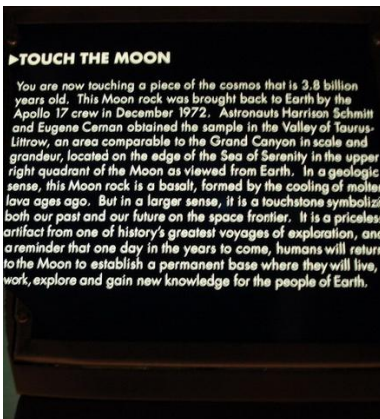 ►TOUCH THE MOON
You are now touching a piece of the cosmos that is 3.8 billion
years old. This Moon rock was brought back to Earth by the
Apollo 17 crew in December 1972. Astronauts Harrison Schmitt
and Eugene Cernan obtained the sample in the Valley of Taurus-
Littrow, an area comparable to the Grand Canyon in scale and
grandeur, located on the edge of the Sea of Serenity in the upper
right quadrant of the Moon as viewed from Earth. In a geologic
sense, this Moon rock is a basalt, formed by the cooling of molte
lava ages ago. But in a larger sense, it is a touchstone symboliz
both our past and our future on the space frontier. It is a priceless
artifact from one of history's greatest voyages of exploration, and
a reminder that one day in the years to come, humans will return
to the Moon to establish a permanent base where they will live,
work, explore and gain new knowledge for the people of Earth.